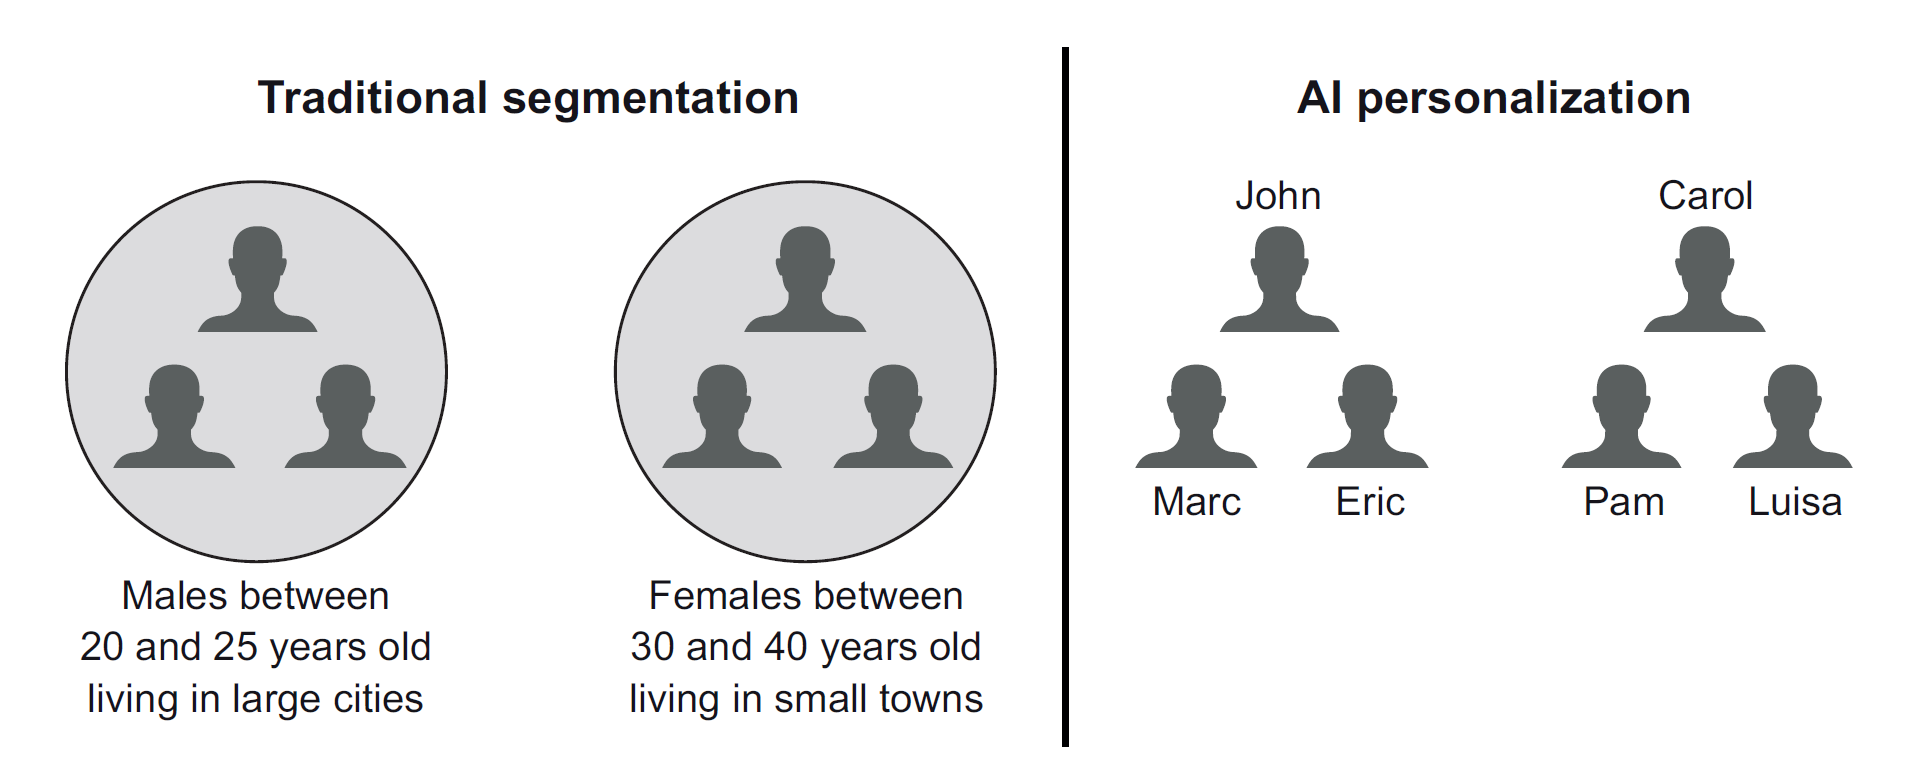 Traditional segmentation
Males between
20 and 25 years old
living in large cities
Females between
30 and 40 years old
living in small towns
AI personalization
John
Carol
Marc
Eric
Pam
Luisa